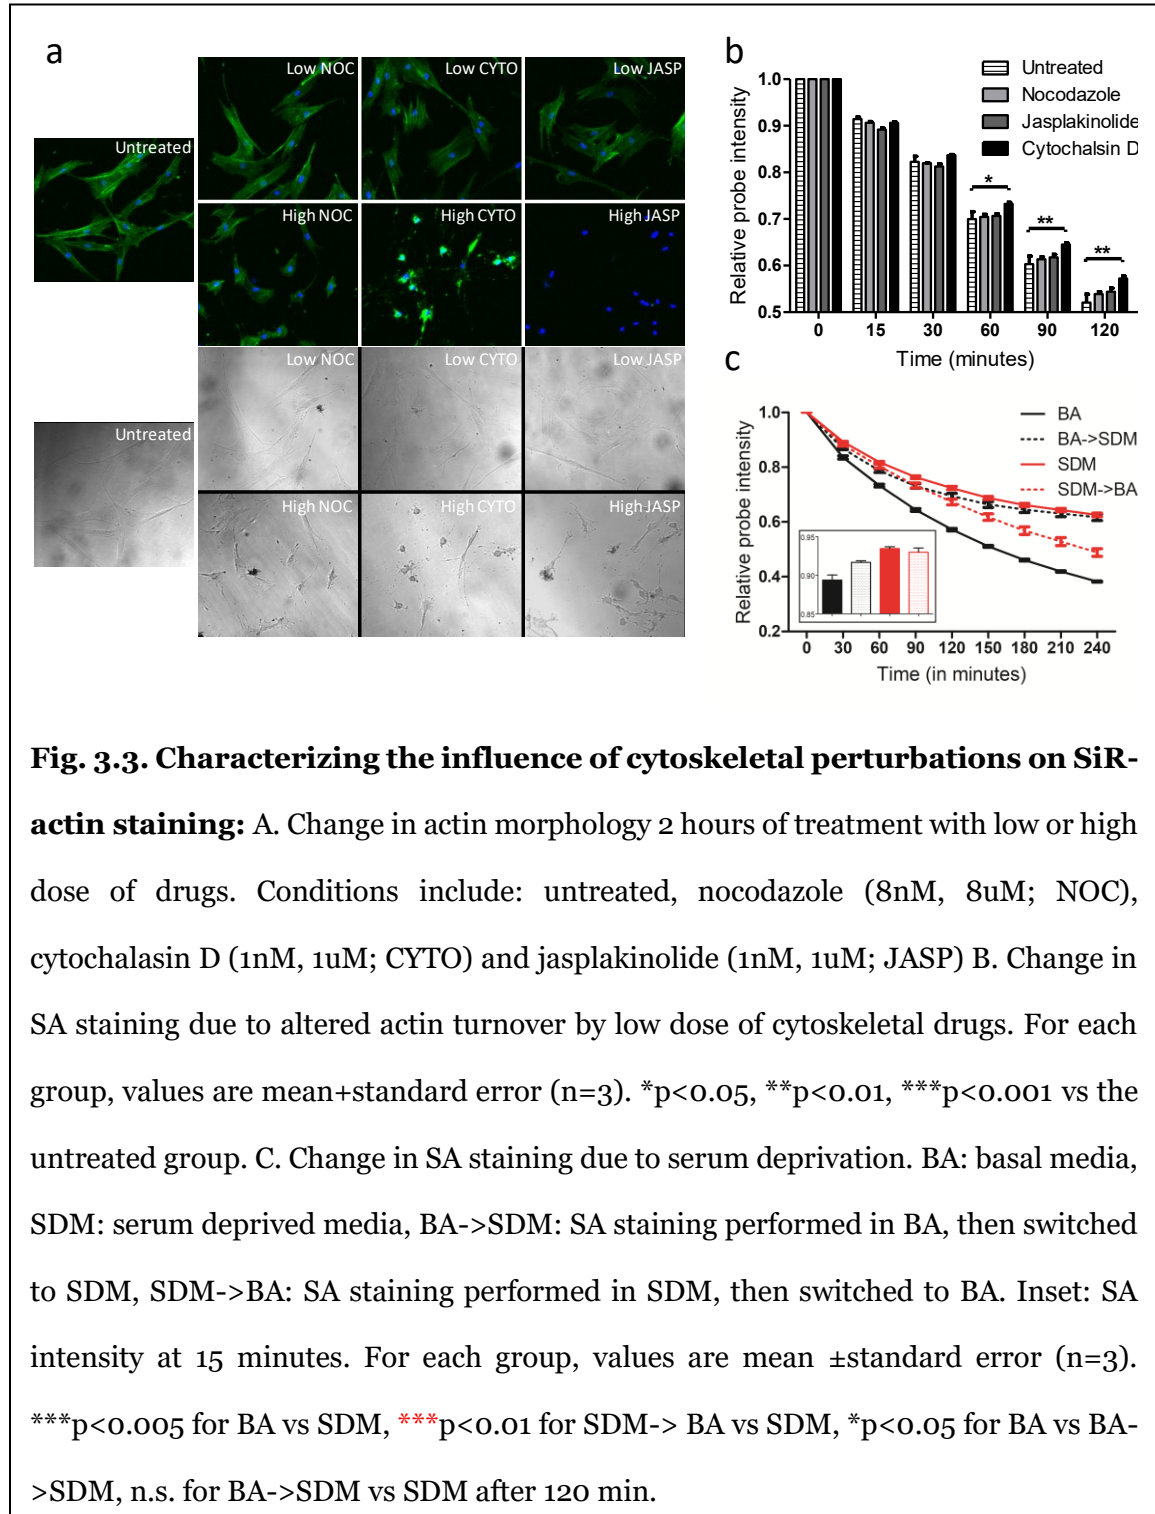 a
Low NOC
Low CYTO
Low JASP
Untreated
High NOC
High CYTO
High JASP
Low NOC
Low CYTO
Low JASP
Untreated
High NOC
High CYTO
High JASP
b
Untreated
Nocodazole
Jasplakinolide
Cytochalsin D
Relative probe intensity
1.0
0.9
0.8
0.7
0.6
0.5
*
**
**
0 15 30 60 90 120
Time (minutes)
c
BA
BA->SDM
SDM
SDM->BA
Relative probe intensity
1.0
0.8
0.6
0.4
0.2
0.95
0.90
0.85
0 30 60 90 120 150 180 210 240
Time (in minutes)
Fig. 3.3. Characterizing the influence of cytoskeletal perturbations on SiR-
actin staining: A. Change in actin morphology 2 hours of treatment with low or high
dose of drugs. Conditions include: untreated, nocodazole (8nM, 8uM; NOC),
cytochalasin D (1nM, 1uM; CYTO) and jasplakinolide (1nM, 1uM; JASP) B. Change in
SA staining due to altered actin turnover by low dose of cytoskeletal drugs. For each
group, values are mean+standard error (n=3). *p<0.05, **p<0.01, ***p<0.001 vs the
untreated group. C. Change in SA staining due to serum deprivation. BA: basal media,
SDM: serum deprived media, BA->SDM: SA staining performed in BA, then switched
to SDM, SDM->BA: SA staining performed in SDM, then switched to BA. Inset: SA
intensity at 15 minutes. For each group, values are mean ±standard error (n=3).
***p<0.005 for BA vs SDM, ***p<0.01 for SDM-> BA vs SDM, *p<0.05 for BA vs BA-
>SDM, n.s. for BA->SDM vs SDM after 120 min.